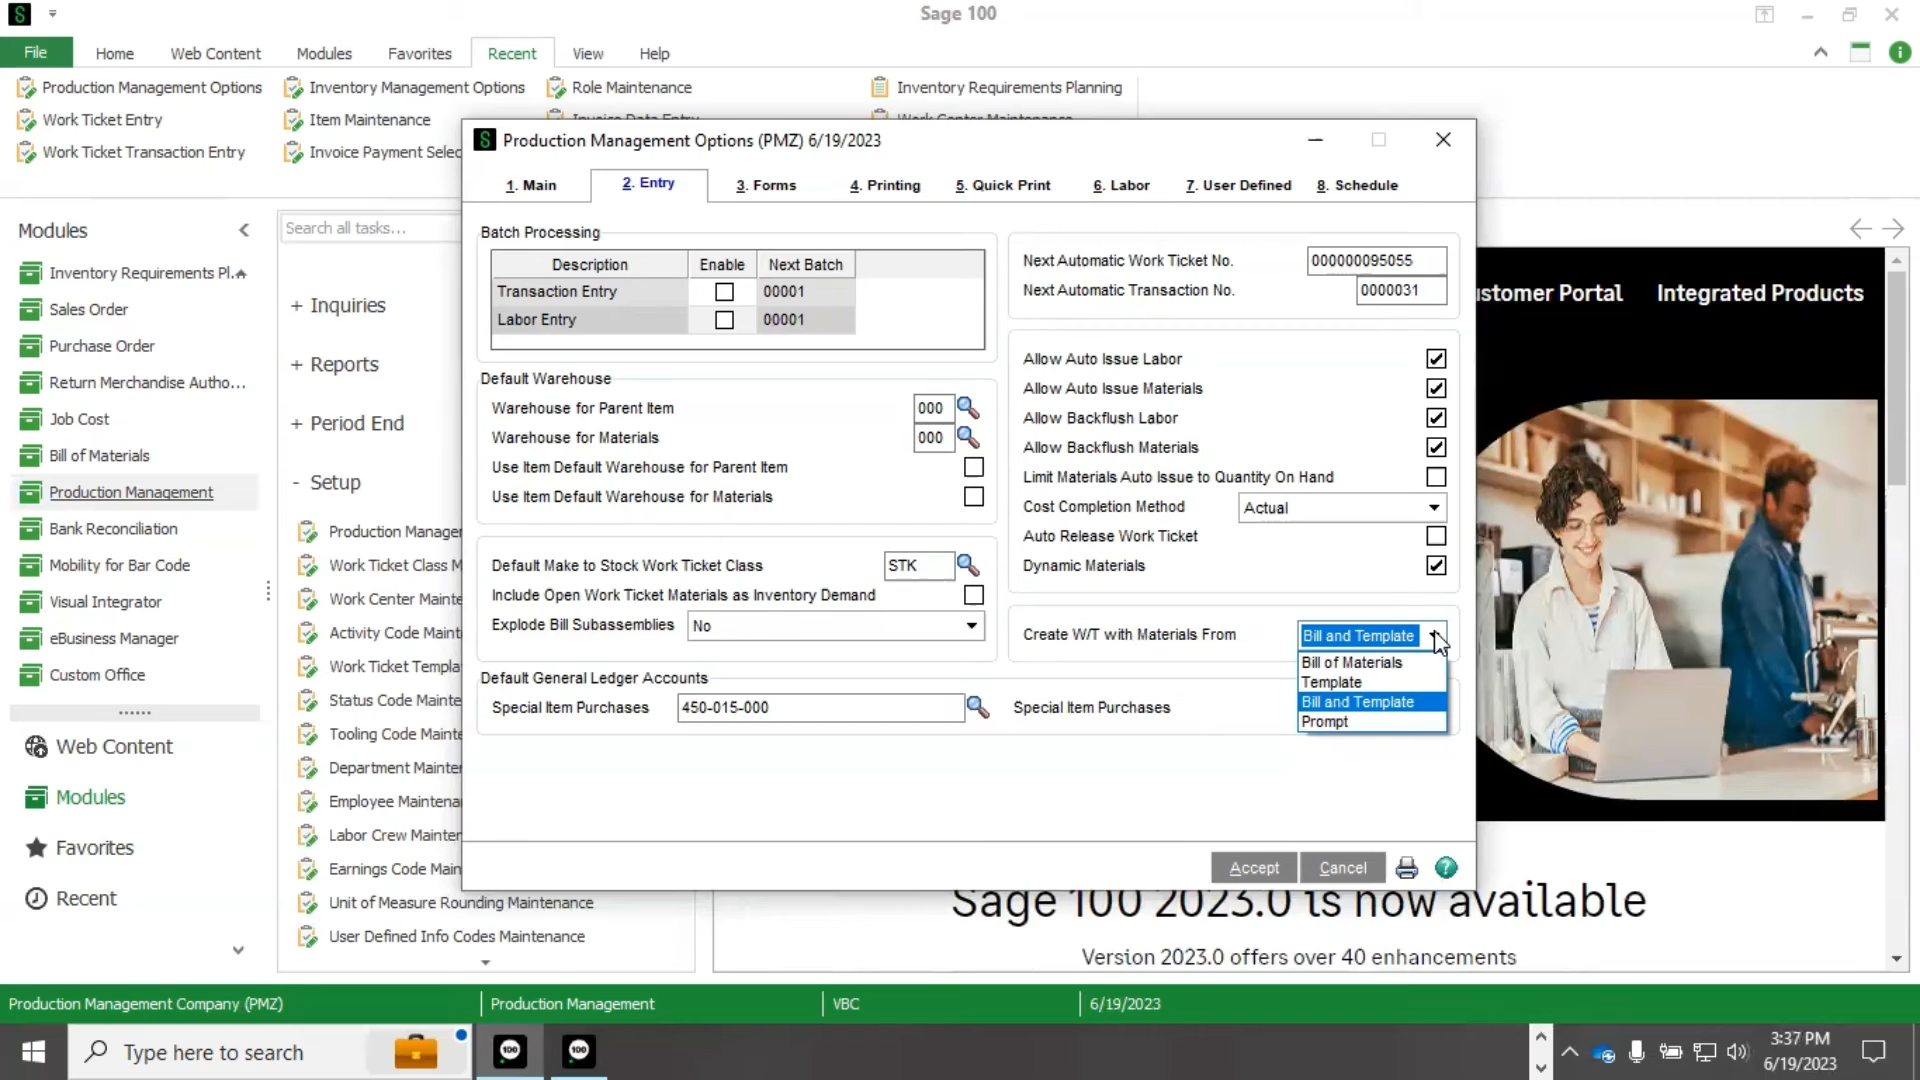 S
Sage 100
File
Home
Web Content
Modules
Favorites
Recent
View
Help
Production Management Options
Inventory Management Options
Role Maintenance
Inventory Requirements Planning
Work Ticket Entry
Item Maintenance
Invoice Data Entry
Work Center Maintenance
Work Ticket Transaction Entry
Invoice Payment Selec
Modules
Search all tasks...
Inventory Requirements Pl.
Sales Order
Purchase Order
Return Merchandise Autho...
Job Cost
Bill of Materials
Production Management
Bank Reconciliation
Mobility for Bar Code
Visual Integrator
eBusiness Manager
Custom Office
Web Content
Modules
Favorites
Recent
+ Inquiries
+ Reports
+ Period End
- Setup
Production Manager
Work Ticket Class M
Work Center Mainte
Activity Code Maint
Work Ticket Templa
Status Code Mainte
Tooling Code Mainte
Department Mainter
Employee Maintena
Labor Crew Mainter
Earnings Code Main
Unit of Measure Rounding Maintenance
User Defined Info Codes Maintenance
S Production Management Options (PMZ) 6/19/2023
1. Main
2. Entry
3. Forms
4. Printing
5. Quick Print
6. Labor
7. User Defined
8. Schedule
Batch Processing
Description Enable Next Batch
Transaction Entry 00001
Labor Entry 00001
Default Warehouse
Warehouse for Parent Item 000
Warehouse for Materials 000
Use Item Default Warehouse for Parent Item
Use Item Default Warehouse for Materials
Default Make to Stock Work Ticket Class STK
Include Open Work Ticket Materials as Inventory Demand
Explode Bill Subassemblies No
Default General Ledger Accounts
Special Item Purchases 450-015-000
Special Item Purchases
Next Automatic Work Ticket No. 000000095055
Next Automatic Transaction No. 0000031
Allow Auto Issue Labor
Allow Auto Issue Materials
Allow Backflush Labor
Allow Backflush Materials
Limit Materials Auto Issue to Quantity On Hand
Cost Completion Method Actual
Auto Release Work Ticket
Dynamic Materials
Create W/T with Materials From Bill and Template
Bill of Materials
Template
Bill and Template
Prompt
Accept
Cancel
?
ustomer Portal
Integrated Products
Sage 100 2023.0 is now available
Version 2023.0 offers over 40 enhancements
Production Management Company (PMZ)
Production Management
VBC
6/19/2023
Type here to search
100
100
3:37 PM
6/19/2023